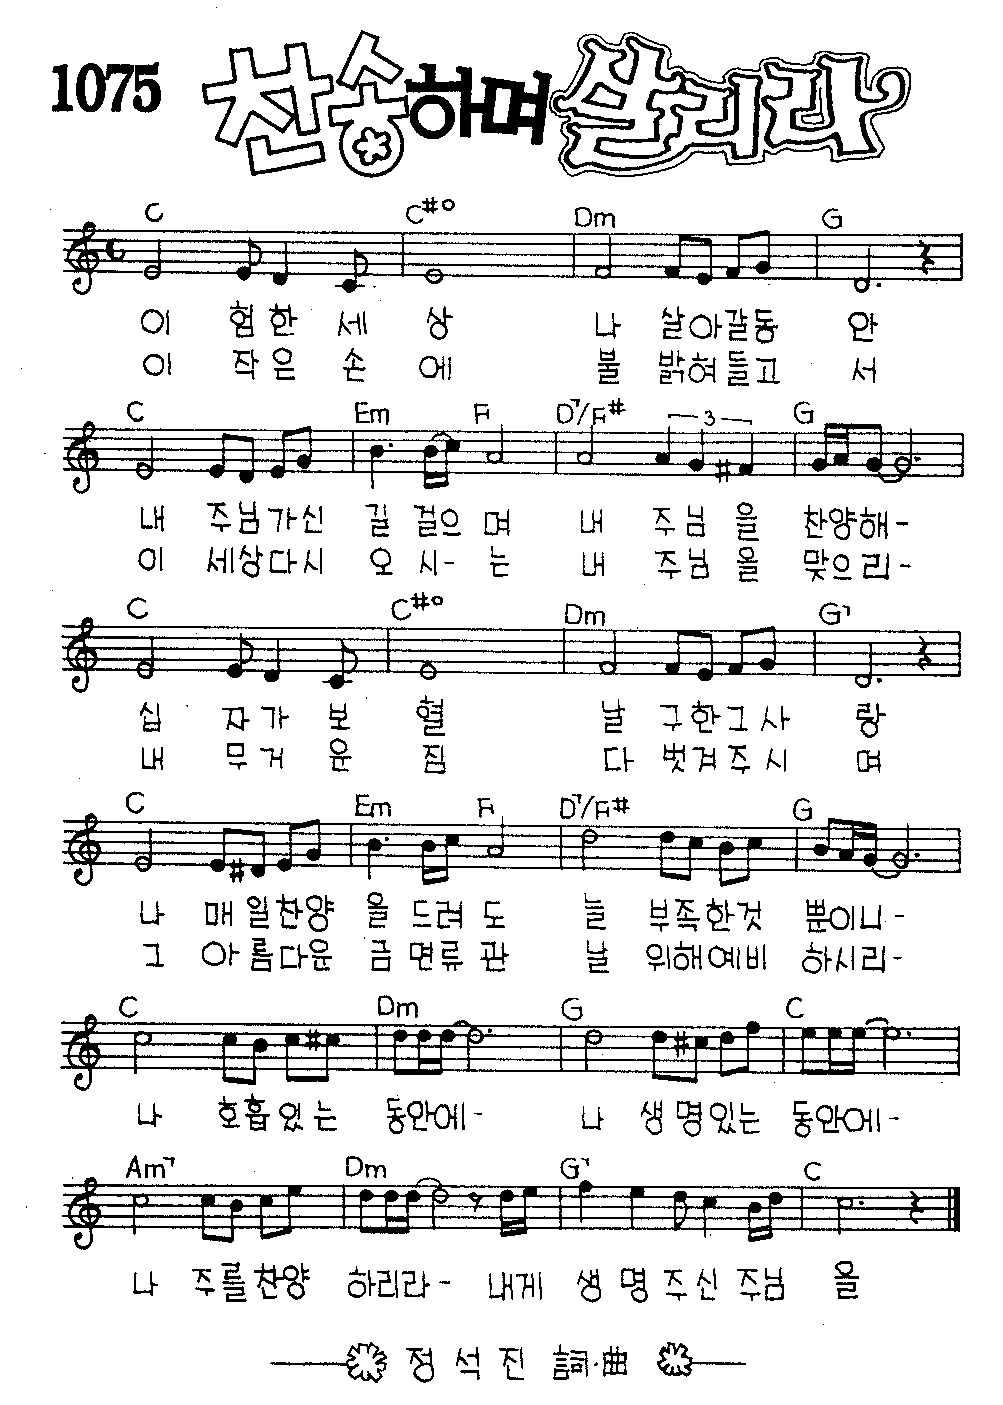 1075 찬송하며 살리라
C C#° Dm G
이 험한 세 상 나 살아갈동 안
이 작은 손 에 불 밝혀들고 서
C Em F D7/F# 3 G
내 주님가신 길 걸으며 내 주님을 찬양해-
이 세상다시 오 시-는 내 주님을 맞으리-
C C#° Dm G7
십 자가 보 혈 날 구한그사 랑
내 무거 운 짐 다 벗겨주시 며
C Em F D7/F# G
나 매일찬양 을 드려 도 늘 부족한것 뿐이니-
그 아름다운 금 면류 관 날 위해예비 하시리-
C Dm G C
나 호흡있는 동안에- 나 생명있는 동안에-
Am7 Dm G7 C
나 주를찬양 하리라- 내게 생명주신 주님 을
정 석 진 詞·曲